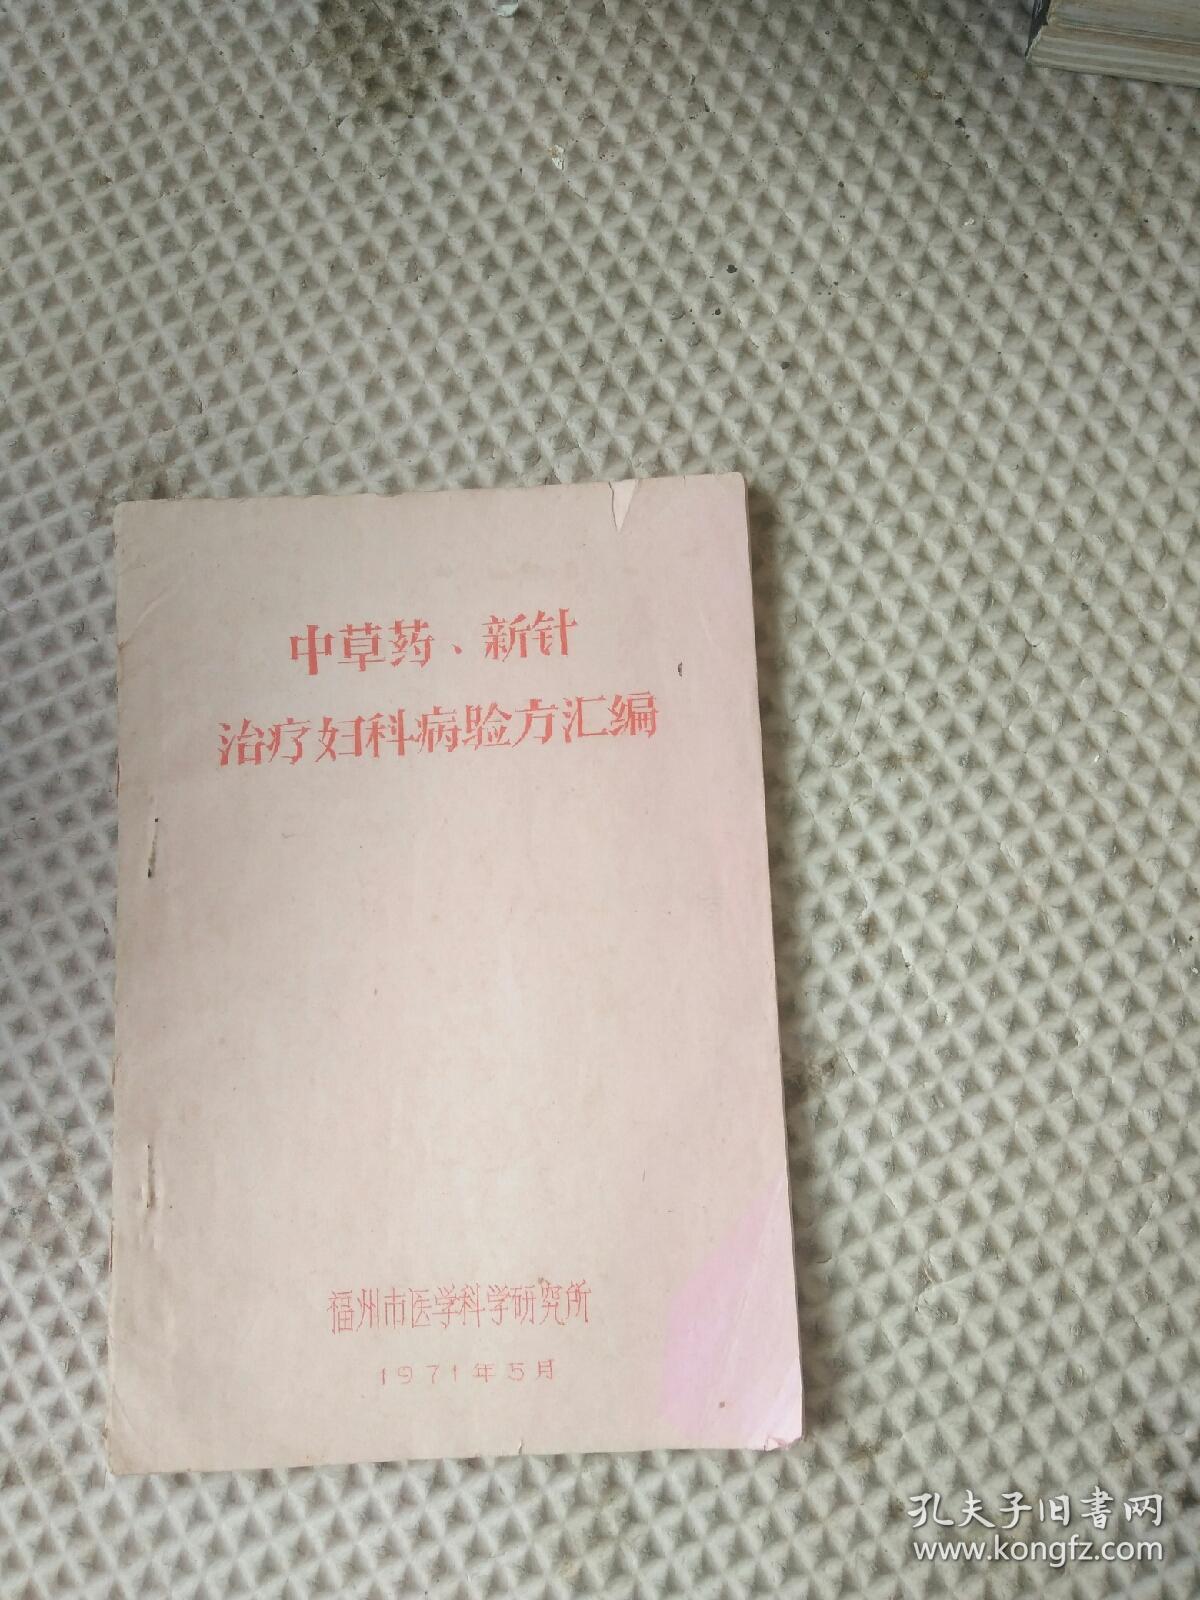 中草药、新针
治疗妇科病验方汇编
福州市医学科学研究所
1971年5月
孔夫子旧書网
www.kongfz.com